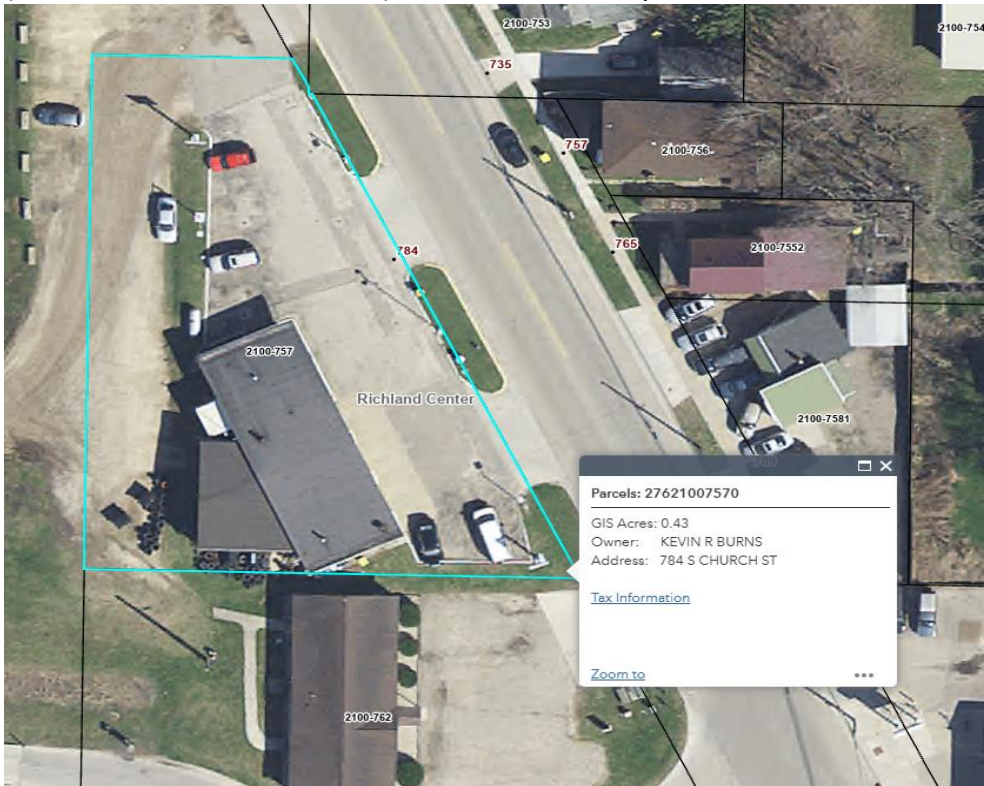 2100-753
2100-754
735
757
2100-756
2100-7552
765
784
2100-757
Richland Center
2100-7581
Parcels: 27621007570
GIS Acres: 0.43
Owner: KEVIN R BURNS
Address: 784 S CHURCH ST
Tax Information
Zoom to
2100-762